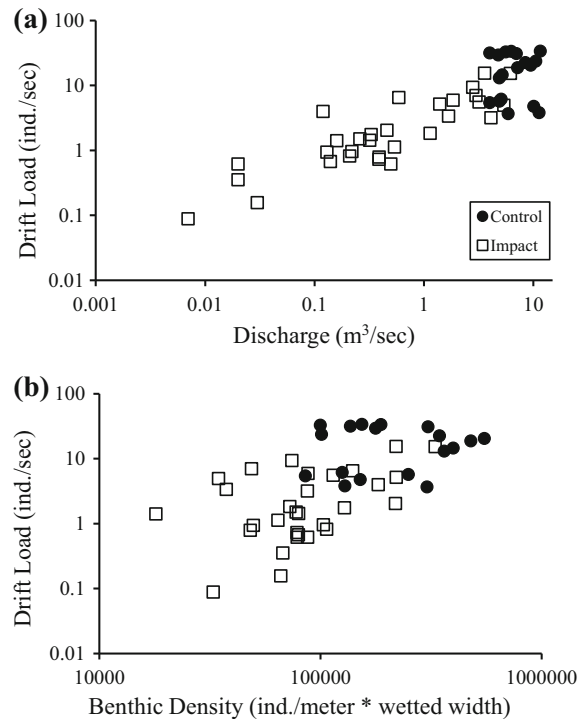 (a)
100
10
1
0.1
0.01
Drift Load (ind./sec)
Control
Impact
0.001 0.01 0.1 1 10
Discharge (m³/sec)
(b)
100
10
1
0.1
0.01
Drift Load (ind./sec)
10000 100000 1000000
Benthic Density (ind./meter * wetted width)